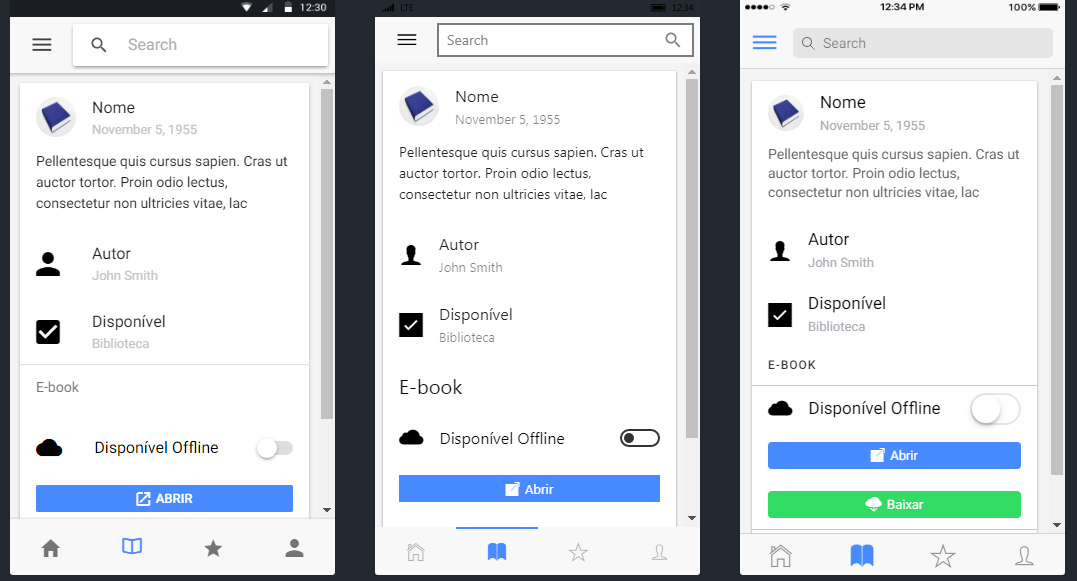 12:30
Search
Nome
November 5, 1955
Pellentesque quis cursus sapien. Cras ut
auctor tortor. Proin odio lectus,
consectetur non ultricies vitae, lac
Autor
John Smith
Disponível
Biblioteca
E-book
Disponível Offline
ABRIR
LTE
12:34
Search
Nome
November 5, 1955
Pellentesque quis cursus sapien. Cras ut
auctor tortor. Proin odio lectus,
consectetur non ultricies vitae, lac
Autor
John Smith
Disponível
Biblioteca
E-book
Disponível Offline
Abrir
12:34 PM
100%
Search
Nome
November 5, 1955
Pellentesque quis cursus sapien. Cras ut
auctor tortor. Proin odio lectus,
consectetur non ultricies vitae, lac
Autor
John Smith
Disponível
Biblioteca
E-BOOK
Disponível Offline
Abrir
Baixar